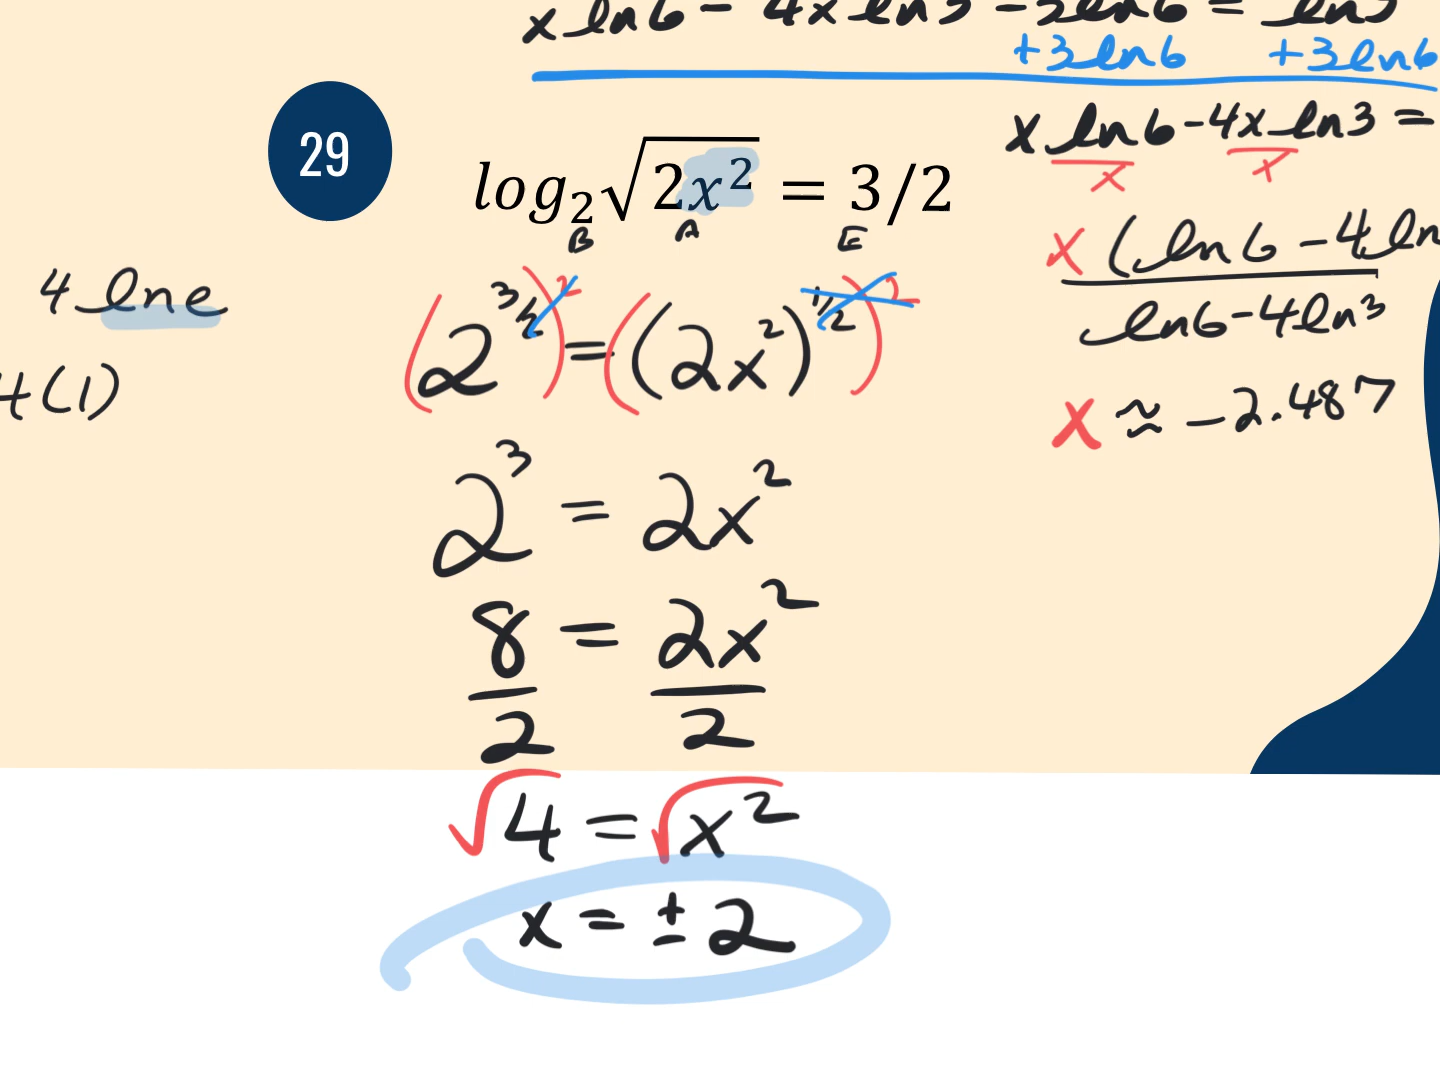 x ln6 - 4x ln3 - 3ln6 = ln3
+3ln6 +3ln6
x ln6 - 4x ln3 =
x x
x (ln6 - 4ln
ln6 - 4ln3
x ≈ -2.487
29
log₂√(2x²) = 3/2
B A E
4 lne
4(1)
(2^(3/2))² = ((2x²)^(1/2))²
2³ = 2x²
8 = 2x²
2 2
√4 = √x²
x = ± 2